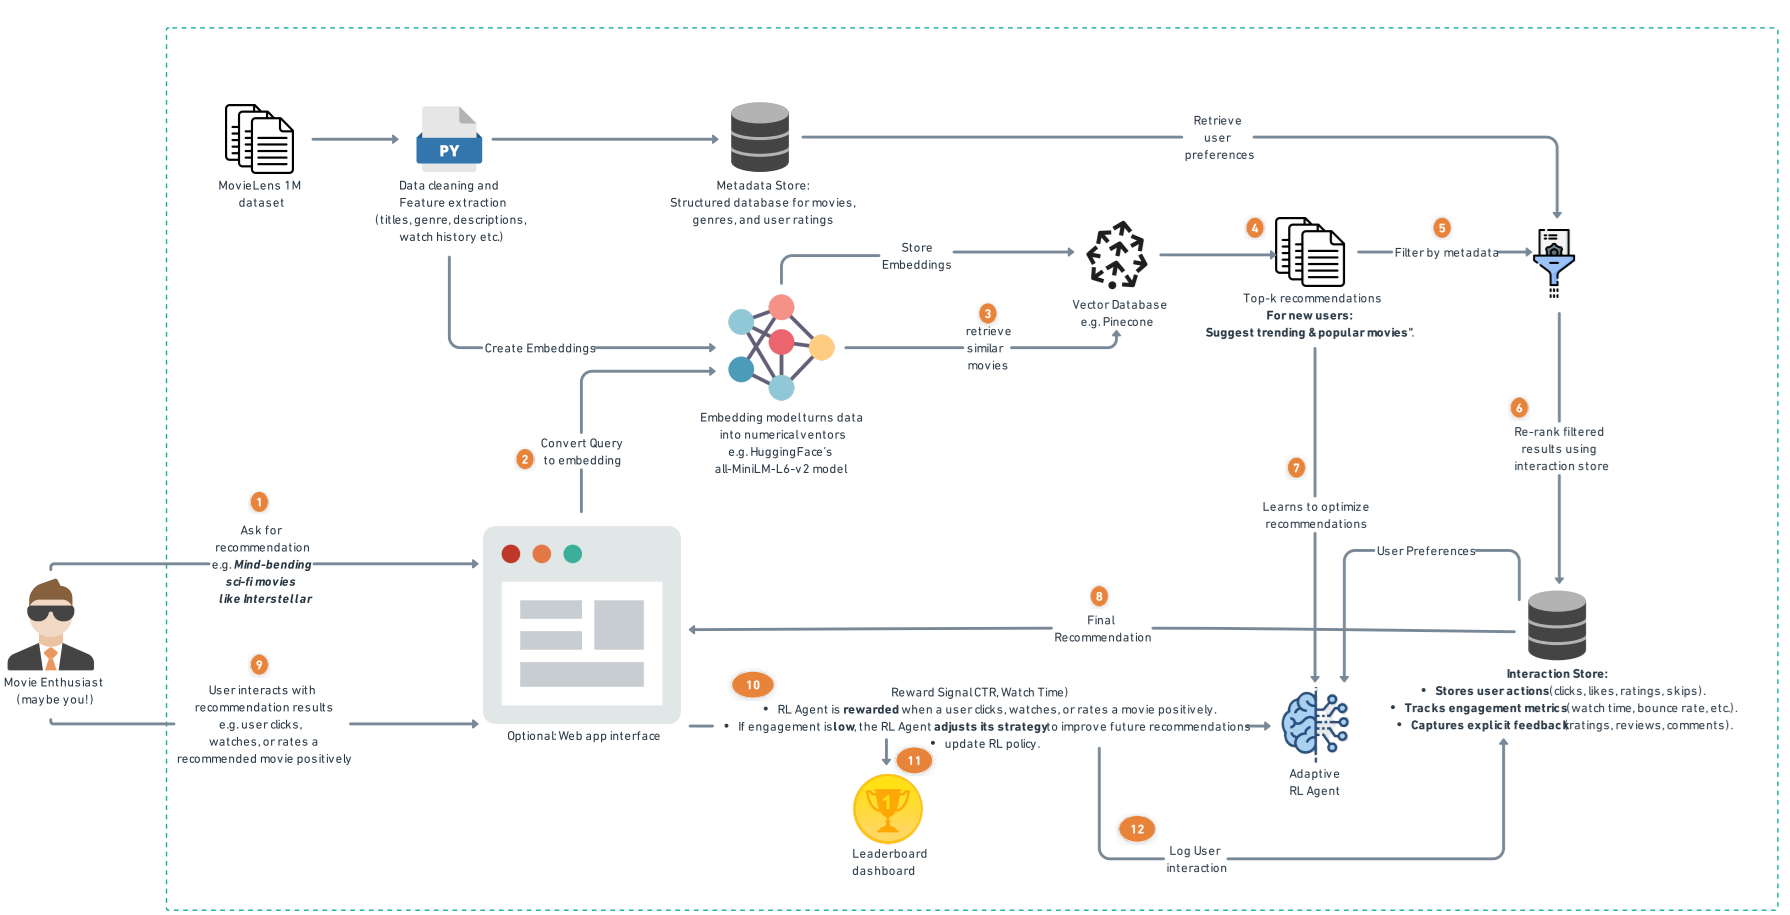 MovieLens 1M
dataset
PY
Data cleaning and
Feature extraction
(titles, genre, descriptions,
watch history etc.)
Metadata Store:
Structured database for movies,
genres, and user ratings
Retrieve
user
preferences
Store
Embeddings
Vector Database
e.g. Pinecone
4
Top-k recommendations
For new users:
Suggest trending & popular movies".
5
Filter by metadata
Create Embeddings
3
retrieve
similar
movies
Embedding model turns data
into numerical ventors
e.g. HuggingFace's
all-MiniLM-L6-v2 model
2
Convert Query
to embedding
6
Re-rank filtered
results using
interaction store
7
Learns to optimize
recommendations
User Preferences
1
Ask for
recommendation
e.g. Mind-bending
sci-fi movies
like Interstellar
Movie Enthusiast
(maybe you!)
8
Final
Recommendation
9
User interacts with
recommendation results
e.g. user clicks,
watches, or rates a
recommended movie positively
Optional: Web app interface
10
Reward Signal CTR, Watch Time)
• RL Agent is rewarded when a user clicks, watches, or rates a movie positively.
• If engagement is low, the RL Agent adjusts its strategy to improve future recommendations
• update RL policy.
11
1
Leaderboard
dashboard
Adaptive
RL Agent
Interaction Store:
• Stores user actions (clicks, likes, ratings, skips).
• Tracks engagement metrics (watch time, bounce rate, etc.).
• Captures explicit feedback (ratings, reviews, comments).
12
Log User
interaction